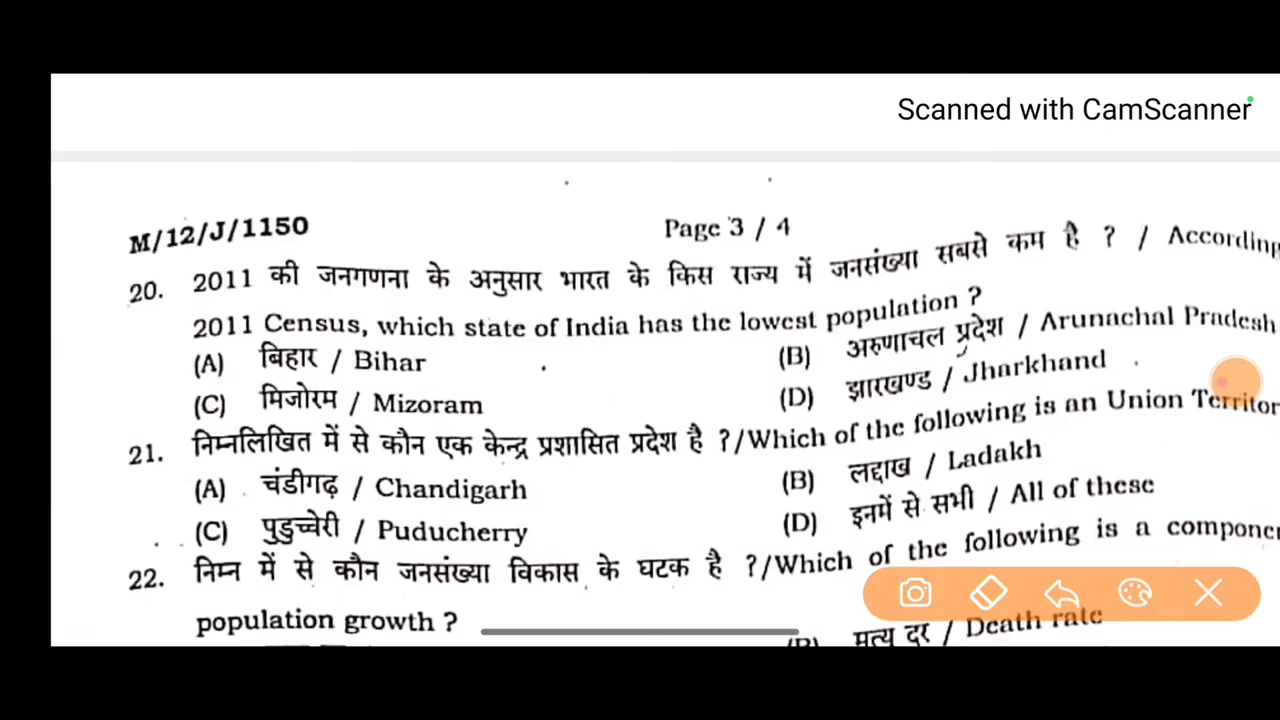 Scanned with CamScanner
M/12/J/1150
Page 3 / 4
20. 2011 की जनगणना के अनुसार भारत के किस राज्य में जनसंख्या सबसे कम है ? / According
2011 Census, which state of India has the lowest population ?
(A) बिहार / Bihar (B) अरुणाचल प्रदेश / Arunachal Pradesh
(C) मिजोरम / Mizoram (D) झारखण्ड / Jharkhand
21. निम्नलिखित में से कौन एक केन्द्र प्रशासित प्रदेश है ?/Which of the following is an Union Territor
(A) चंडीगढ़ / Chandigarh (B) लद्दाख / Ladakh
(C) पुडुच्चेरी / Puducherry (D) इनमें से सभी / All of these
22. निम्न में से कौन जनसंख्या विकास के घटक है ?/Which of the following is a componen
population growth ?
मृत्यु दर / Death rate